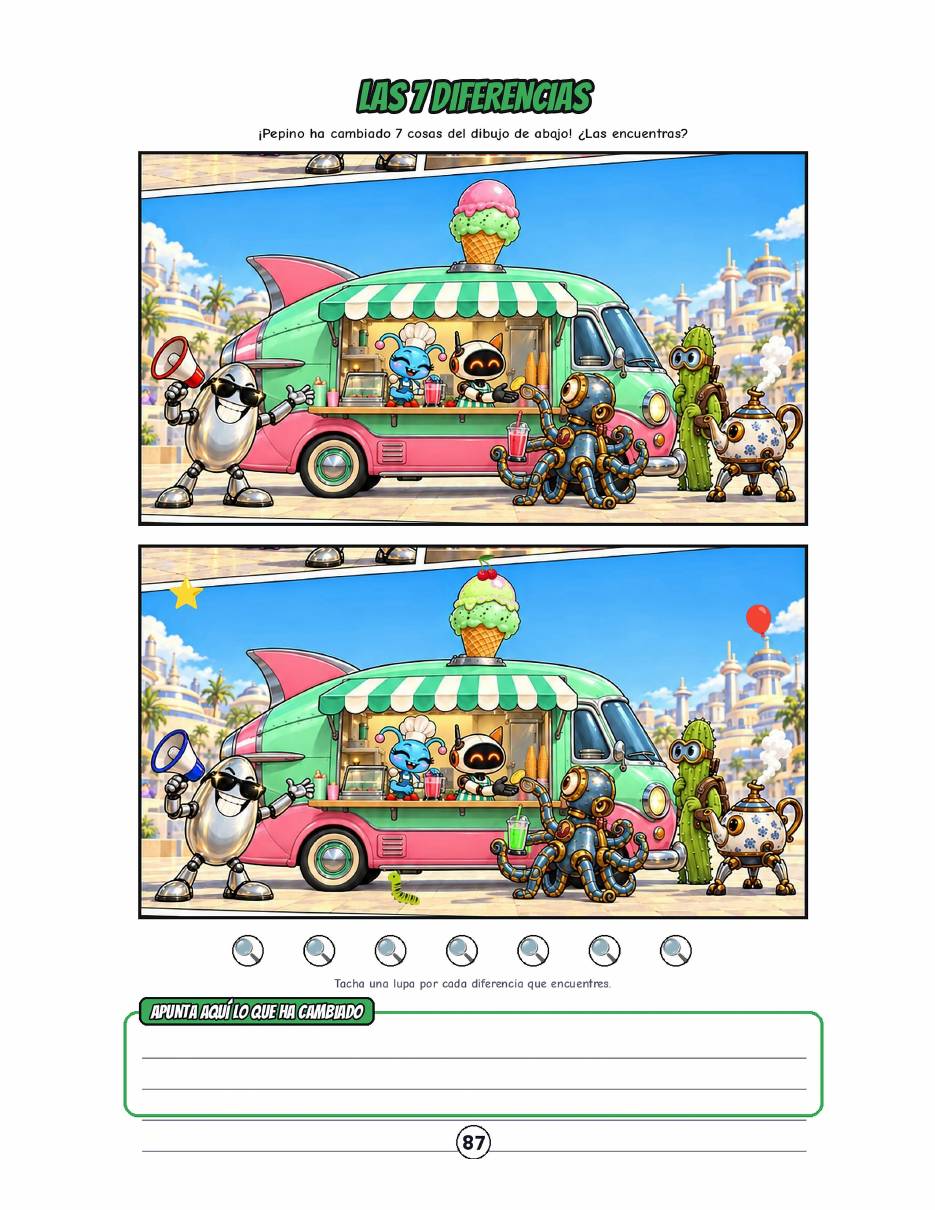 LAS 7 DIFERENCIAS
¡Pepino ha cambiado 7 cosas del dibujo de abajo! ¿Las encuentras?
Tacha una lupa por cada diferencia que encuentres.
APUNTA AQUÍ LO QUE HA CAMBIADO
87